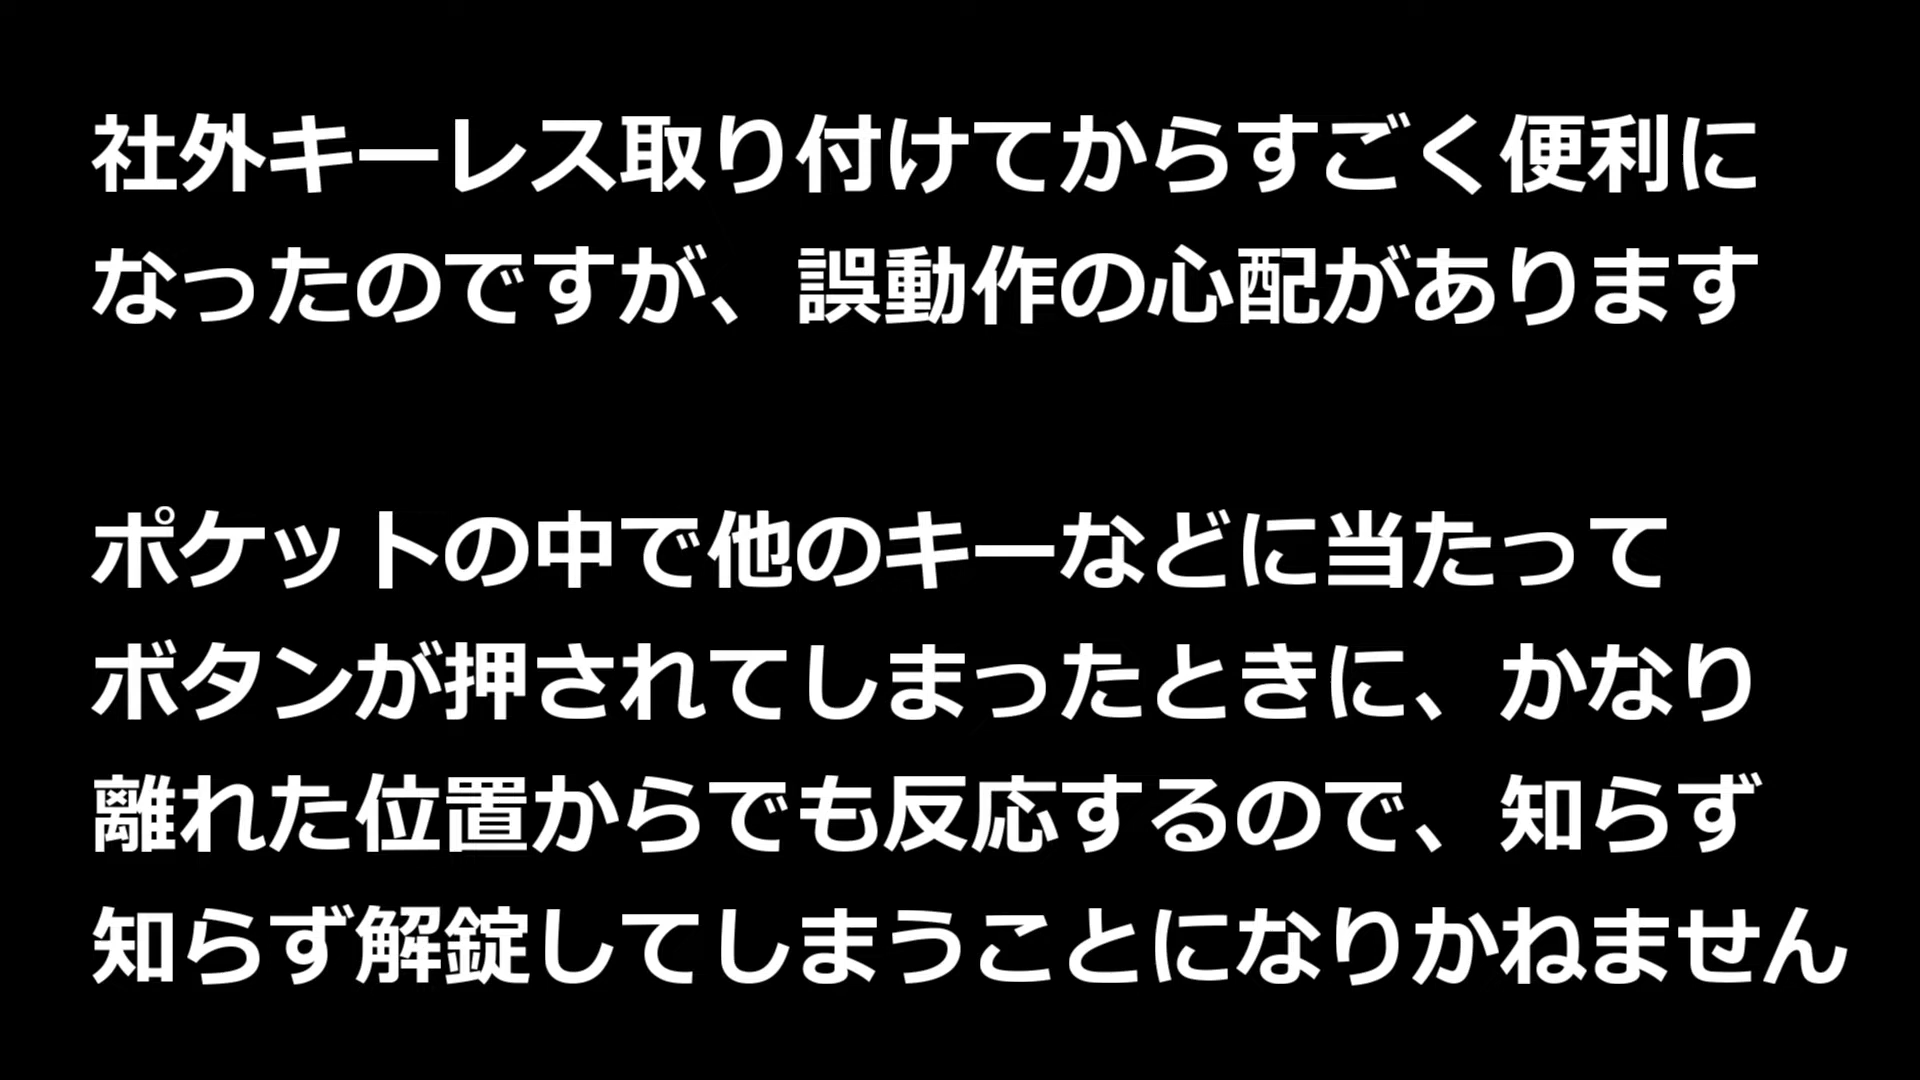 社外キーレス取り付けてからすごく便利に
なったのですが、誤動作の心配があります
ポケットの中で他のキーなどに当たって
ボタンが押されてしまったときに、かなり
離れた位置からでも反応するので、知らず
知らず解錠してしまうことになりかねません